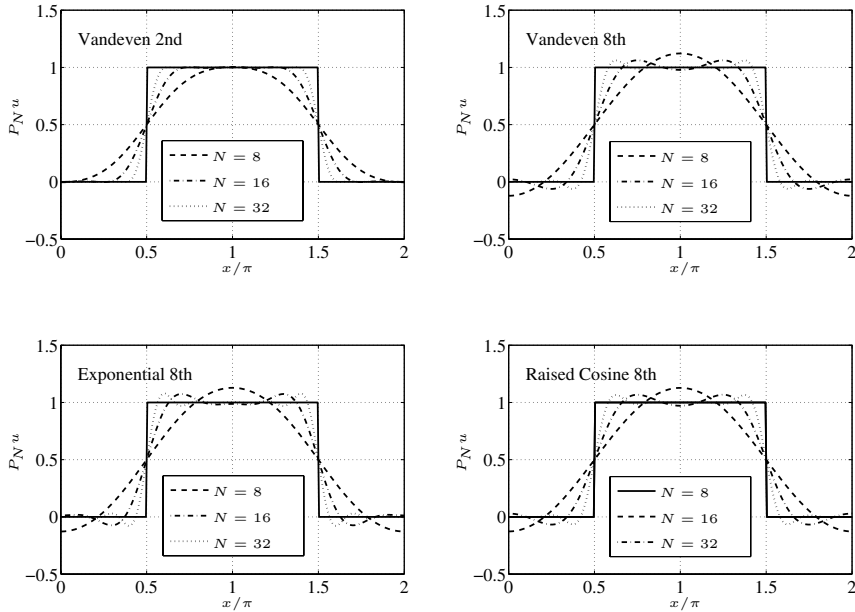 1.5
Vandeven 2nd
1
P_N u
0.5
N = 8
N = 16
0
N = 32
−0.5
0 0.5 1 1.5 2
x/π
1.5
Vandeven 8th
1
P_N u
0.5
N = 8
N = 16
0
N = 32
−0.5
0 0.5 1 1.5 2
x/π
1.5
Exponential 8th
1
P_N u
0.5
N = 8
N = 16
0
N = 32
−0.5
0 0.5 1 1.5 2
x/π
1.5
Raised Cosine 8th
1
P_N u
0.5
N = 8
N = 16
0
N = 32
−0.5
0 0.5 1 1.5 2
x/π